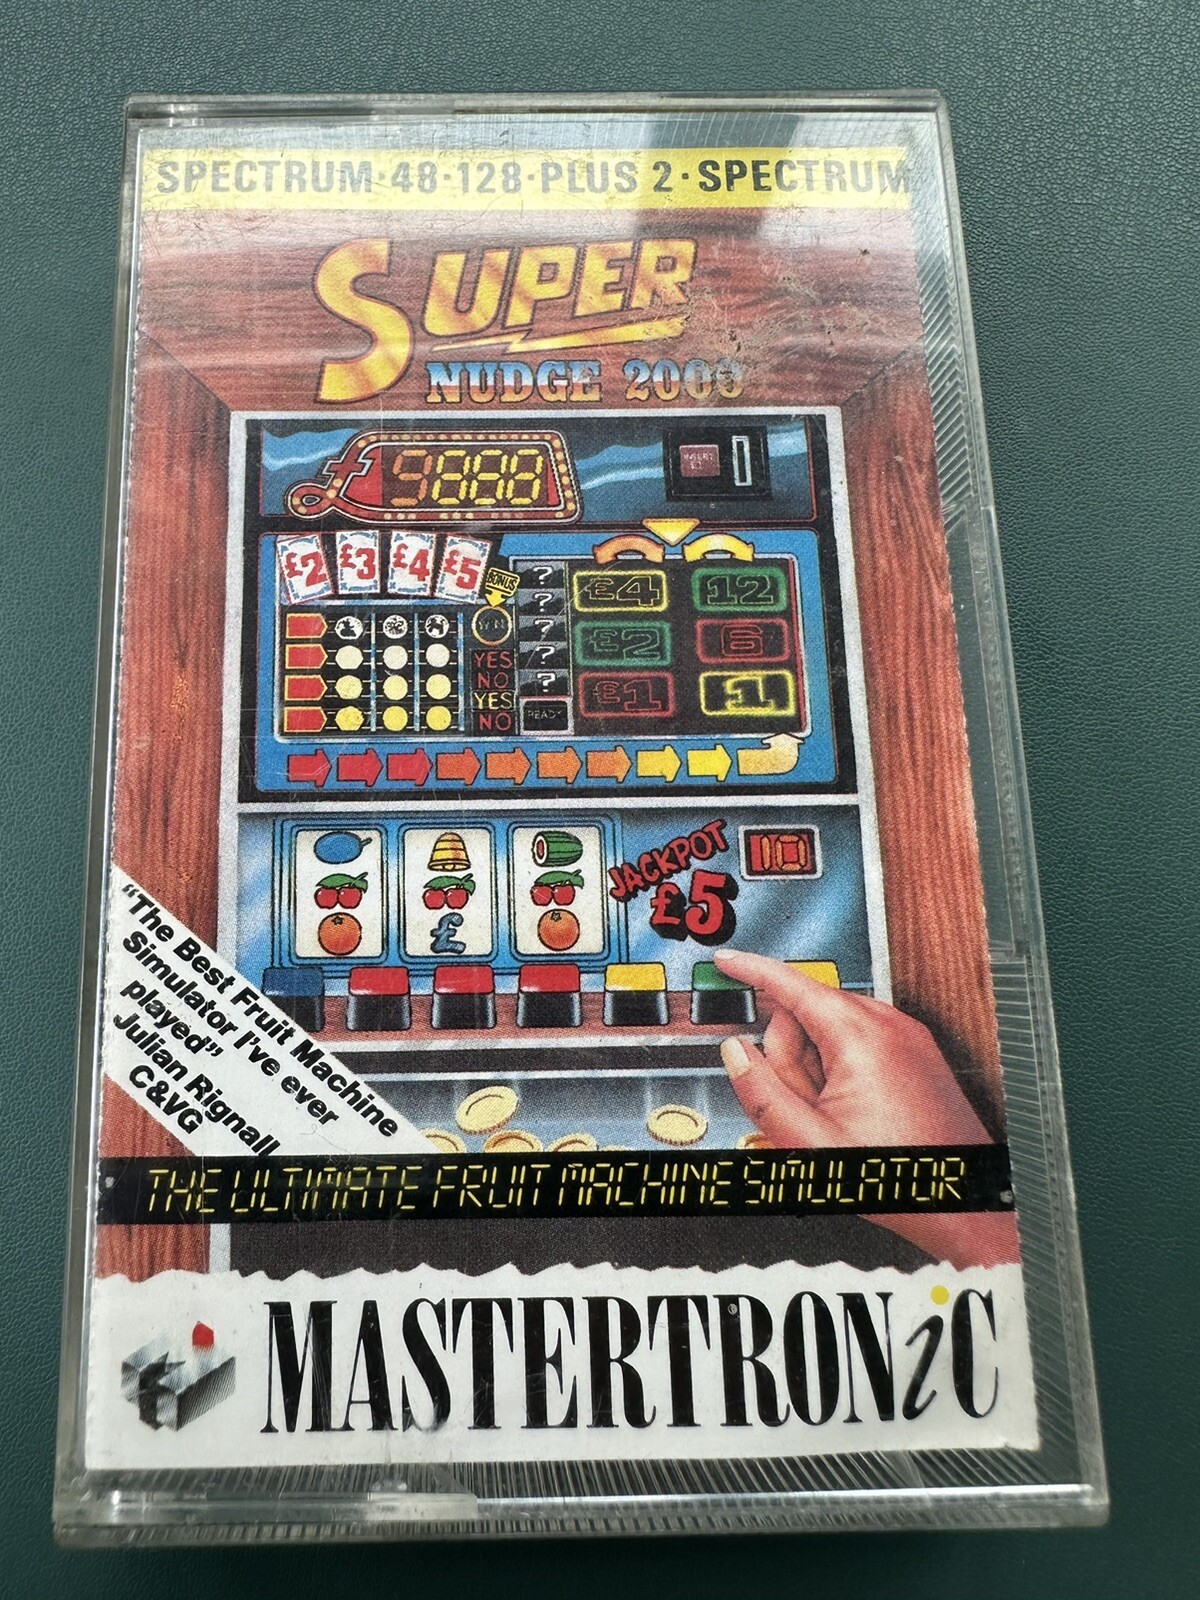 SPECTRUM·48·128·PLUS 2·SPECTRUM
SUPER
NUDGE 2000
£9888
INSERT
£2 £3 £4 £5
BONUS
?
?
?
?
?
WIN
YES
NO
YES
NO
READY
£4 12
£2 6
£1 1
JACKPOT
£5
10
£
"The Best Fruit Machine
Simulator I've ever
played"
Julian Rignall
C&VG
THE ULTIMATE FRUIT MACHINE SIMULATOR
MASTERTRONiC